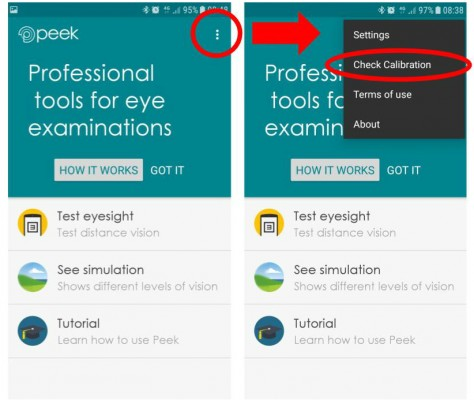 95% 08:49
peek
Professional
tools for eye
examinations
HOW IT WORKS GOT IT
Test eyesight
Test distance vision
See simulation
Shows different levels of vision
Tutorial
Learn how to use Peek
97% 08:38
Settings
Check Calibration
Terms of use
About
Profess
tools fo
examin
HOW IT WORKS GOT IT
Test eyesight
Test distance vision
See simulation
Shows different levels of vision
Tutorial
Learn how to use Peek